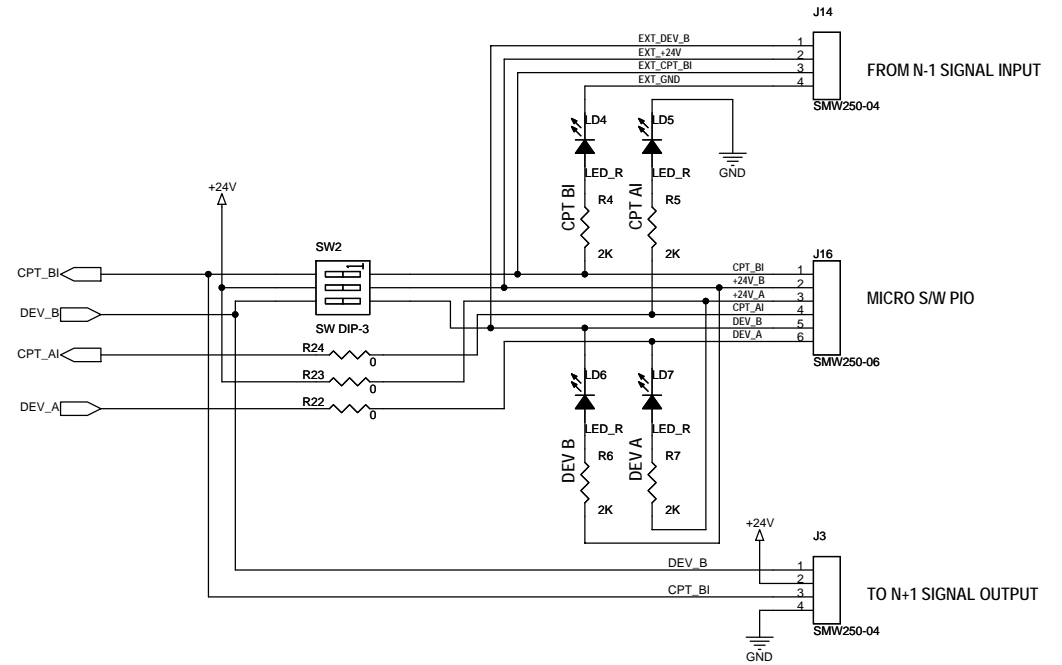 J14
EXT_DEV_B 1
EXT_+24V 2
EXT_CPT_BI 3
EXT_GND 4
FROM N-1 SIGNAL INPUT
SMW250-04
LD4
LD5
LED_R
LED_R
GND
CPT BI
R4
2K
CPT AI
R5
2K
+24V
SW2
1
SW DIP-3
CPT_BI
DEV_B
CPT_AI
DEV_A
R24 0
R23 0
R22 0
J16
CPT_BI 1
+24V_B 2
+24V_A 3
CPT_AI 4
DEV_B 5
DEV_A 6
MICRO S/W PIO
SMW250-06
LD6
LD7
LED_R
LED_R
DEV B
R6
2K
DEV A
R7
2K
+24V
J3
DEV_B 1
2
CPT_BI 3
4
TO N+1 SIGNAL OUTPUT
SMW250-04
GND